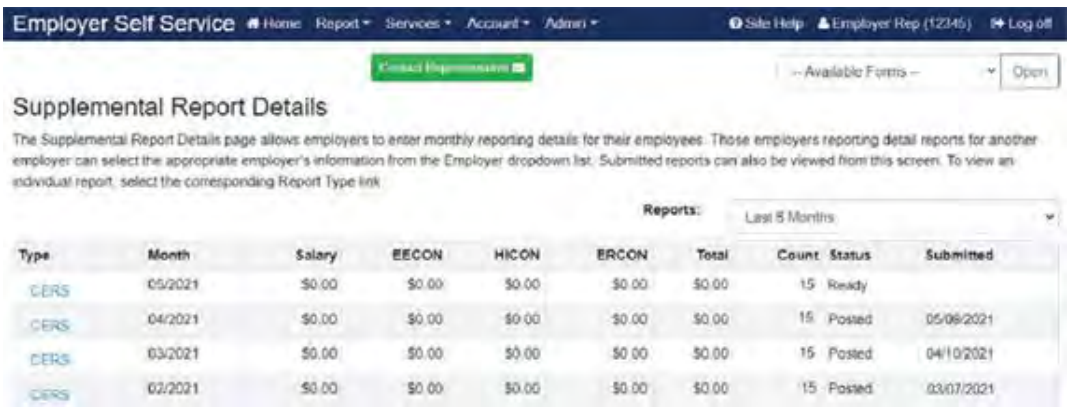 Employer Self Service Home Report Services Account Admin Site Help Employer Rep (12345) Log off
Contact Representative -- Available Forms -- Open
Supplemental Report Details
The Supplemental Report Details page allows employers to enter monthly reporting details for their employees. Those employers reporting detail reports for another
employer can select the appropriate employer's information from the Employer dropdown list. Submitted reports can also be viewed from this screen. To view an
individual report, select the corresponding Report Type link
Reports: Last 6 Months
Type Month Salary EECON HICON ERCON Total Count Status Submitted
CERS 05/2021 $0.00 $0.00 $0.00 $0.00 $0.00 15 Ready
CERS 04/2021 $0.00 $0.00 $0.00 $0.00 $0.00 15 Posted 05/09/2021
CERS 03/2021 $0.00 $0.00 $0.00 $0.00 $0.00 15 Posted 04/10/2021
CERS 02/2021 $0.00 $0.00 $0.00 $0.00 $0.00 15 Posted 03/07/2021